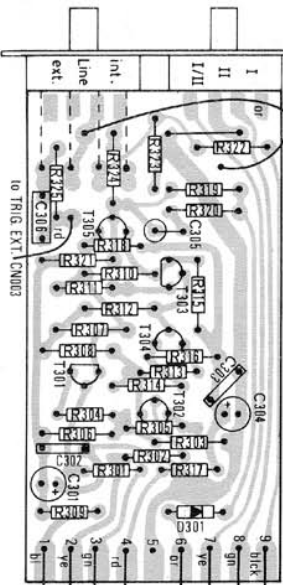 ext.
Line
int.
I/II
II
I
or
R322
R323
R324
R325
rd
R319
R320
C306
T305
C305
R318
R321
R310
R311
T303
R315
R312
R307
T304
R308
R316
R313
C303
T301
R314
C304
T302
R304
R305
R306
R303
C302
R302
R301
R317
C301
+
+
R309
D301
1 2 3 4 5 6 7 8 9
bl ye gn rd gr ye gn blck
to TRIG EXT. CN003